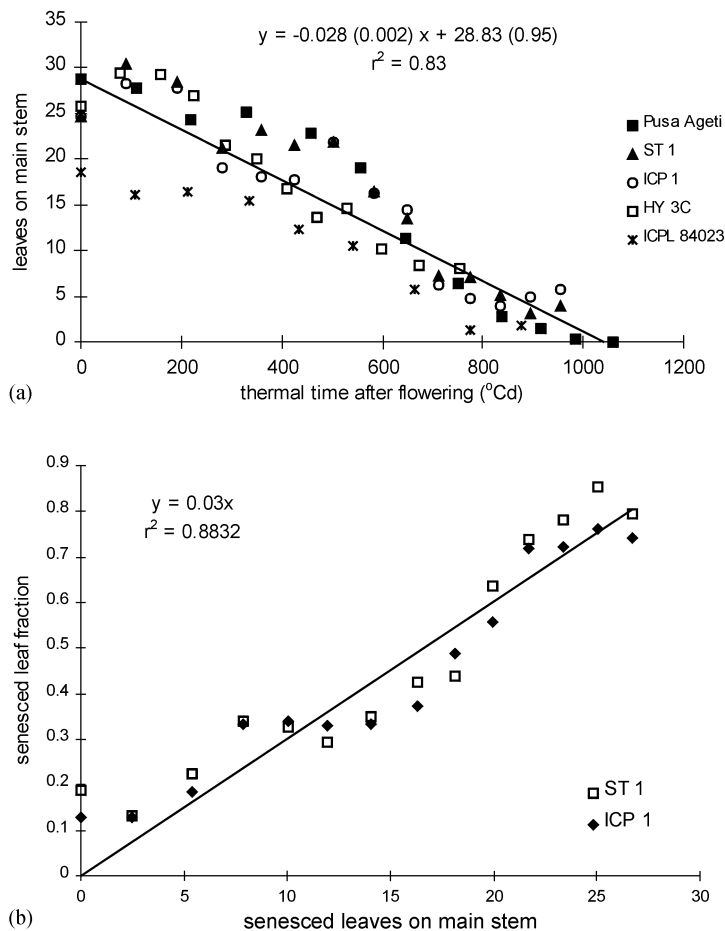 y = -0.028 (0.002) x + 28.83 (0.95)
r² = 0.83
35
30
25
20
15
10
5
0
leaves on main stem
0 200 400 600 800 1000 1200
thermal time after flowering (°Cd)
Pusa Ageti
ST 1
ICP 1
HY 3C
ICPL 84023
(a)
y = 0.03x
r² = 0.8832
0.9
0.8
0.7
0.6
0.5
0.4
0.3
0.2
0.1
0
senesced leaf fraction
0 5 10 15 20 25 30
senesced leaves on main stem
ST 1
ICP 1
(b)